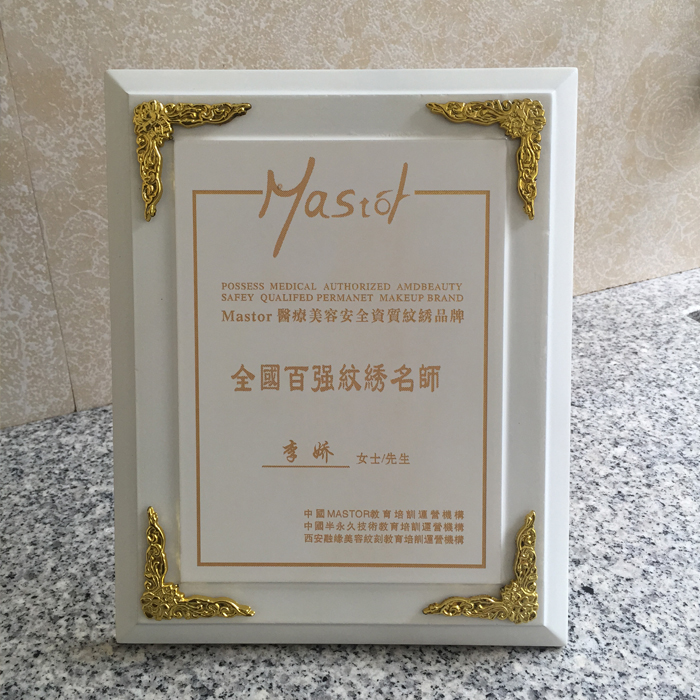 Mastor
POSSESS MEDICAL AUTHORIZED AMDBEAUTY
SAFEY QUALIFED PERMANET MAKEUP BRAND
Mastor 醫療美容安全資質紋綉品牌
全國百强紋綉名師
李 娇 女士/先生
中國MASTOR教育培訓運營機構
中國半永久技術教育培訓運營機構
西安融缘美容紋刻教育培訓運營機構